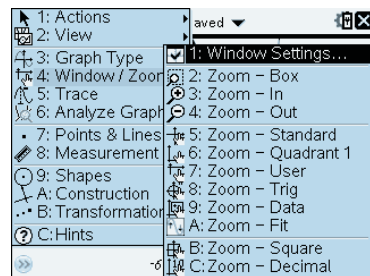 1: Actions
2: View
3: Graph Type
4: Window / Zoor
5: Trace
6: Analyze Graph
7: Points & Lines
8: Measurement
9: Shapes
A: Construction
B: Transformation
C: Hints
aved
1: Window Settings...
2: Zoom – Box
3: Zoom – In
4: Zoom – Out
5: Zoom – Standard
6: Zoom – Quadrant 1
7: Zoom – User
8: Zoom – Trig
9: Zoom – Data
A: Zoom – Fit
B: Zoom – Square
C: Zoom – Decimal
-6